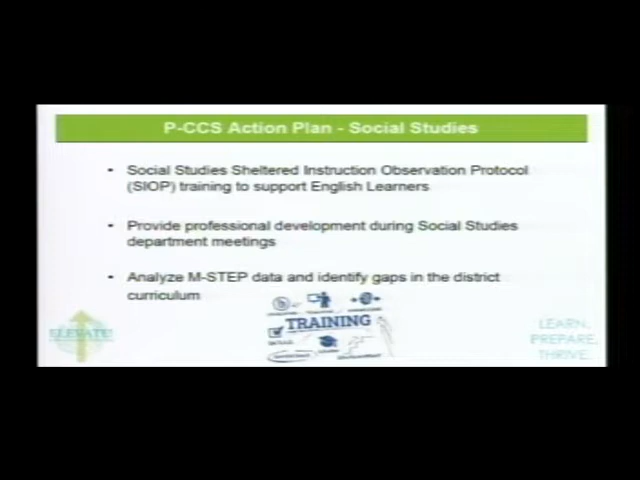 P-CCS Action Plan - Social Studies
• Social Studies Sheltered Instruction Observation Protocol
(SIOP) training to support English Learners
• Provide professional development during Social Studies
department meetings
• Analyze M-STEP data and identify gaps in the district
curriculum
TRAINING
SKILLS
ELEVATE!
LEARN.
PREPARE.
THRIVE.